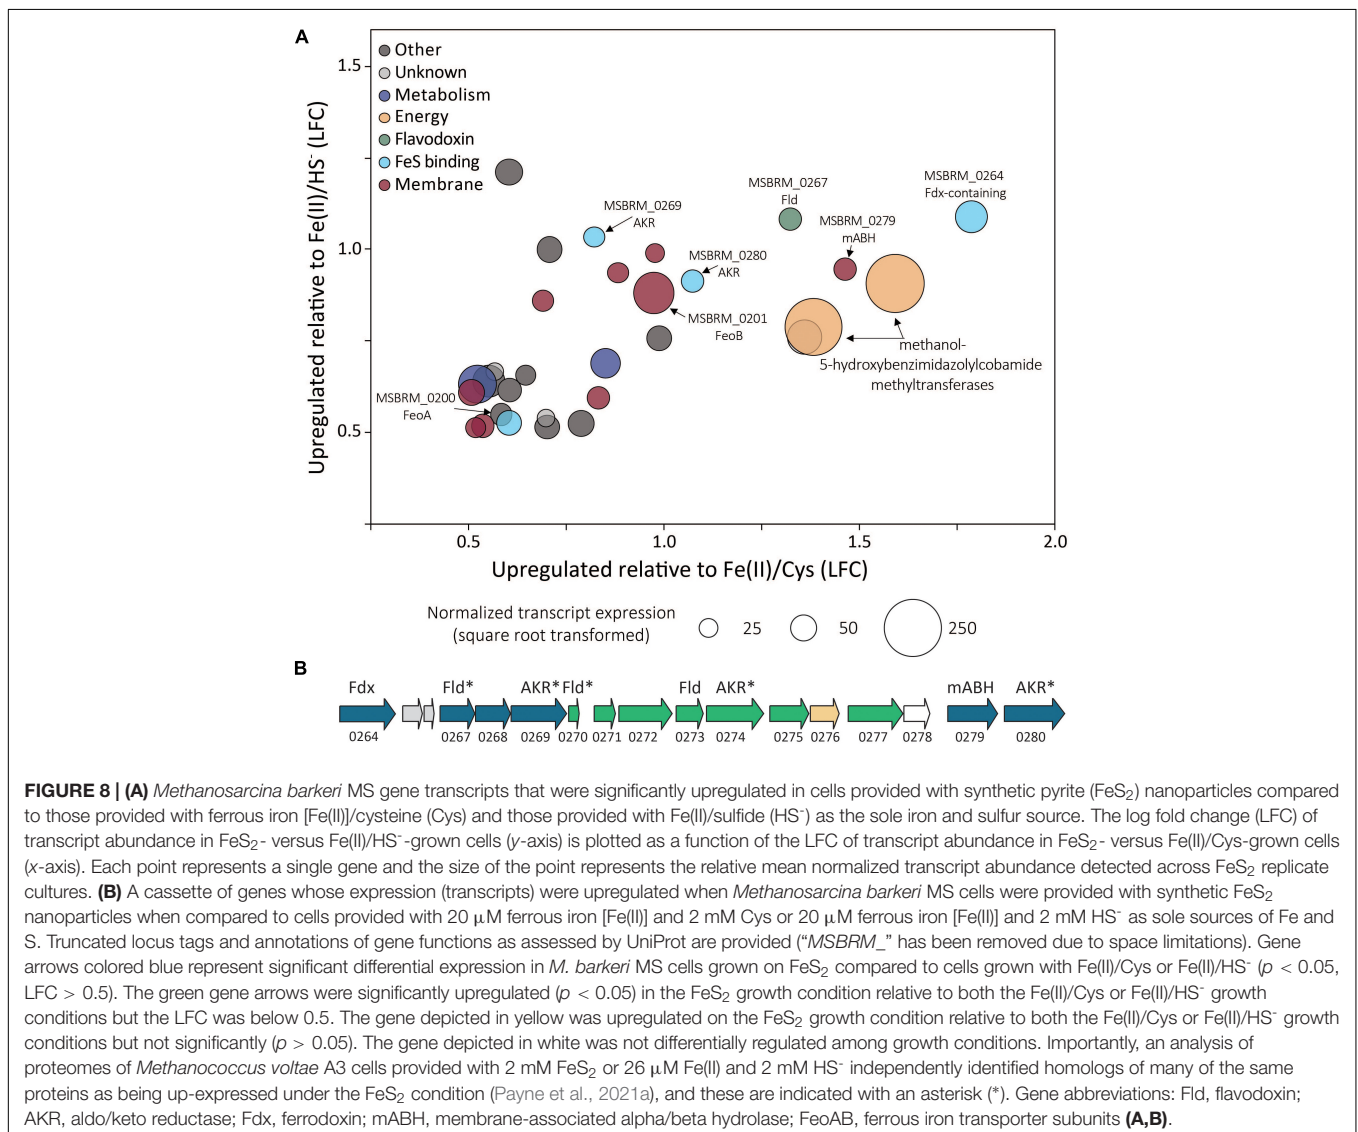 A
Other
Unknown
Metabolism
Energy
Flavodoxin
FeS binding
Membrane
Upregulated relative to Fe(II)/HS- (LFC)
1.5
1.0
0.5
MSBRM_0269
AKR
MSBRM_0267
Fld
MSBRM_0264
Fdx-containing
MSBRM_0279
mABH
MSBRM_0280
AKR
MSBRM_0201
FeoB
methanol-
5-hydroxybenzimidazolylcobamide
methyltransferases
MSBRM_0200
FeoA
0.5 1.0 1.5 2.0
Upregulated relative to Fe(II)/Cys (LFC)
Normalized transcript expression
(square root transformed)
25 50 250
B
Fdx Fld* AKR* Fld* Fld AKR* mABH AKR*
0264 0267 0268 0269 0270 0271 0272 0273 0274 0275 0276 0277 0278 0279 0280
FIGURE 8 | (A) Methanosarcina barkeri MS gene transcripts that were significantly upregulated in cells provided with synthetic pyrite (FeS2) nanoparticles compared
to those provided with ferrous iron [Fe(II)]/cysteine (Cys) and those provided with Fe(II)/sulfide (HS-) as the sole iron and sulfur source. The log fold change (LFC) of
transcript abundance in FeS2- versus Fe(II)/HS--grown cells (y-axis) is plotted as a function of the LFC of transcript abundance in FeS2- versus Fe(II)/Cys-grown cells
(x-axis). Each point represents a single gene and the size of the point represents the relative mean normalized transcript abundance detected across FeS2 replicate
cultures. (B) A cassette of genes whose expression (transcripts) were upregulated when Methanosarcina barkeri MS cells were provided with synthetic FeS2
nanoparticles when compared to cells provided with 20 μM ferrous iron [Fe(II)] and 2 mM Cys or 20 μM ferrous iron [Fe(II)] and 2 mM HS- as sole sources of Fe and
S. Truncated locus tags and annotations of gene functions as assessed by UniProt are provided (“MSBRM_” has been removed due to space limitations). Gene
arrows colored blue represent significant differential expression in M. barkeri MS cells grown on FeS2 compared to cells grown with Fe(II)/Cys or Fe(II)/HS- (p < 0.05,
LFC > 0.5). The green gene arrows were significantly upregulated (p < 0.05) in the FeS2 growth condition relative to both the Fe(II)/Cys or Fe(II)/HS- growth
conditions but the LFC was below 0.5. The gene depicted in yellow was upregulated on the FeS2 growth condition relative to both the Fe(II)/Cys or Fe(II)/HS- growth
conditions but not significantly (p > 0.05). The gene depicted in white was not differentially regulated among growth conditions. Importantly, an analysis of
proteomes of Methanococcus voltae A3 cells provided with 2 mM FeS2 or 26 μM Fe(II) and 2 mM HS- independently identified homologs of many of the same
proteins as being up-expressed under the FeS2 condition (Payne et al., 2021a), and these are indicated with an asterisk (*). Gene abbreviations: Fld, flavodoxin;
AKR, aldo/keto reductase; Fdx, ferrodoxin; mABH, membrane-associated alpha/beta hydrolase; FeoAB, ferrous iron transporter subunits (A,B).